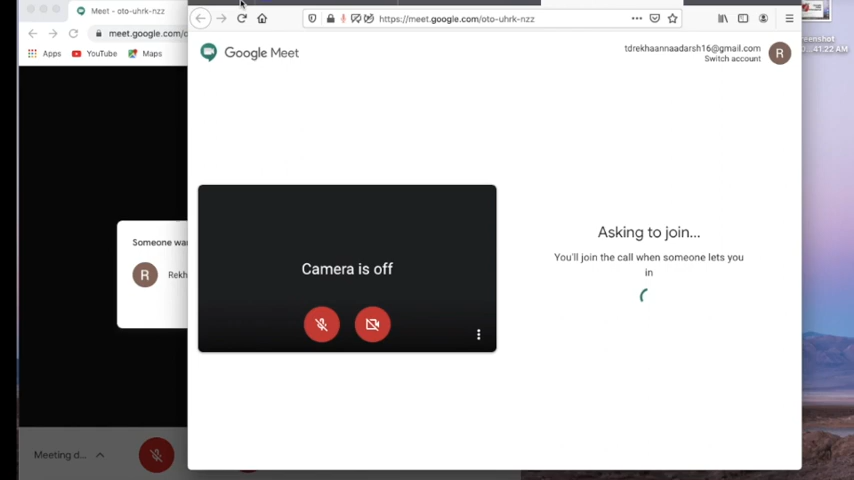 Meet - oto-uhrk-nzz
meet.google.com/o
Apps
YouTube
Maps
https://meet.google.com/oto-uhrk-nzz
Google Meet
tdrekhaannaadarsh16@gmail.com
Switch account
R
Someone wa
R
Rekh
Camera is off
Asking to join...
You'll join the call when someone lets you
in
Meeting d...
41:22 AM